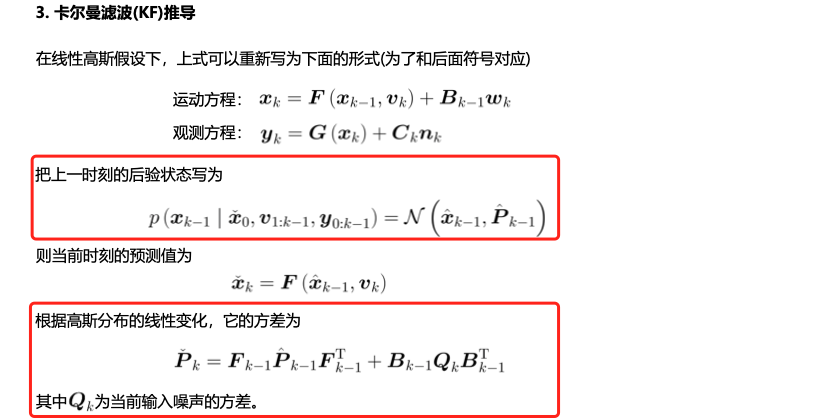 3. 卡尔曼滤波(KF)推导
在线性高斯假设下，上式可以重新写为下面的形式(为了和后面符号对应)
运动方程： $\boldsymbol{x}_k = \boldsymbol{F}(\boldsymbol{x}_{k-1}, \boldsymbol{v}_k) + \boldsymbol{B}_{k-1}\boldsymbol{w}_k$
观测方程： $\boldsymbol{y}_k = \boldsymbol{G}(\boldsymbol{x}_k) + \boldsymbol{C}_k\boldsymbol{n}_k$
把上一时刻的后验状态写为
$p(\boldsymbol{x}_{k-1} \mid \check{\boldsymbol{x}}_0, \boldsymbol{v}_{1:k-1}, \boldsymbol{y}_{0:k-1}) = \mathcal{N}\left(\hat{\boldsymbol{x}}_{k-1}, \hat{\boldsymbol{P}}_{k-1}\right)$
则当前时刻的预测值为
$\check{\boldsymbol{x}}_k = \boldsymbol{F}(\hat{\boldsymbol{x}}_{k-1}, \boldsymbol{v}_k)$
根据高斯分布的线性变化，它的方差为
$\check{\boldsymbol{P}}_k = \boldsymbol{F}_{k-1}\hat{\boldsymbol{P}}_{k-1}\boldsymbol{F}_{k-1}^{\mathrm{T}} + \boldsymbol{B}_{k-1}\boldsymbol{Q}_k\boldsymbol{B}_{k-1}^{\mathrm{T}}$
其中$\boldsymbol{Q}_k$为当前输入噪声的方差。